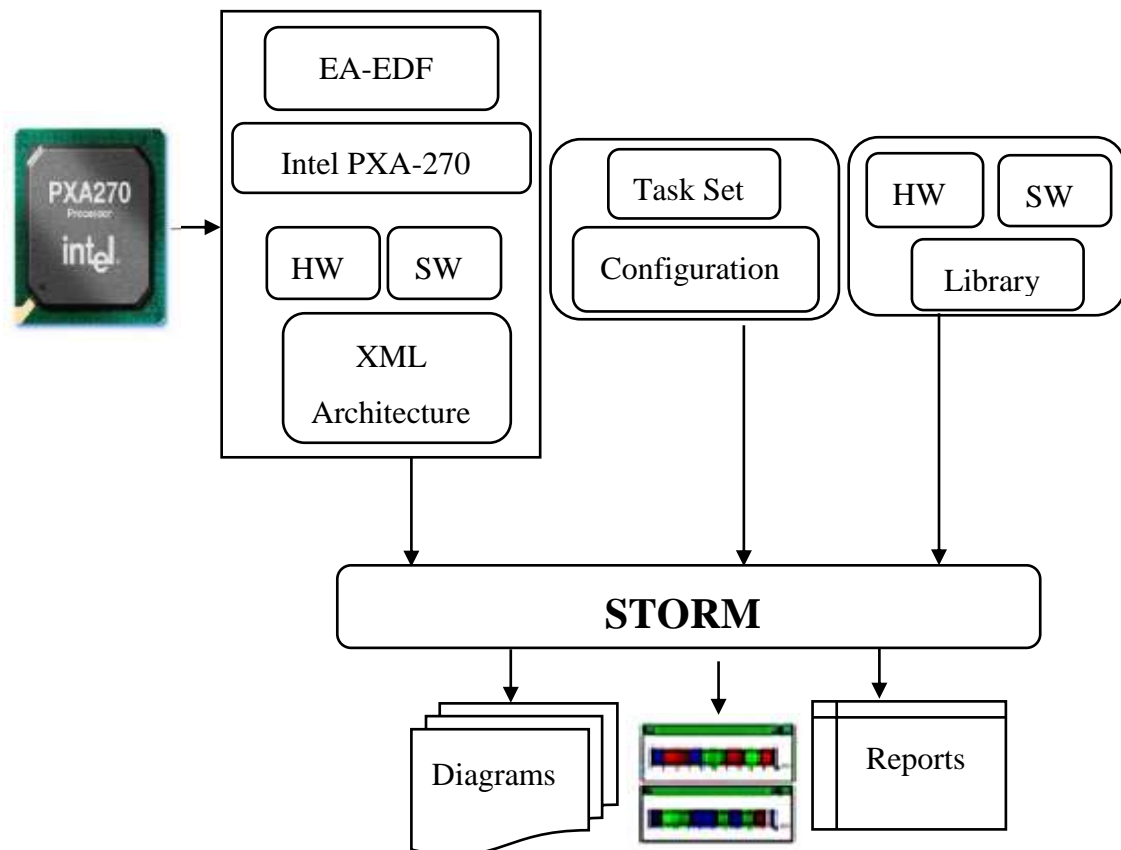 EA-EDF
Intel PXA-270
HW
SW
XML
Architecture
PXA270
Processor
intel
Task Set
Configuration
HW
SW
Library
STORM
Diagrams
Reports